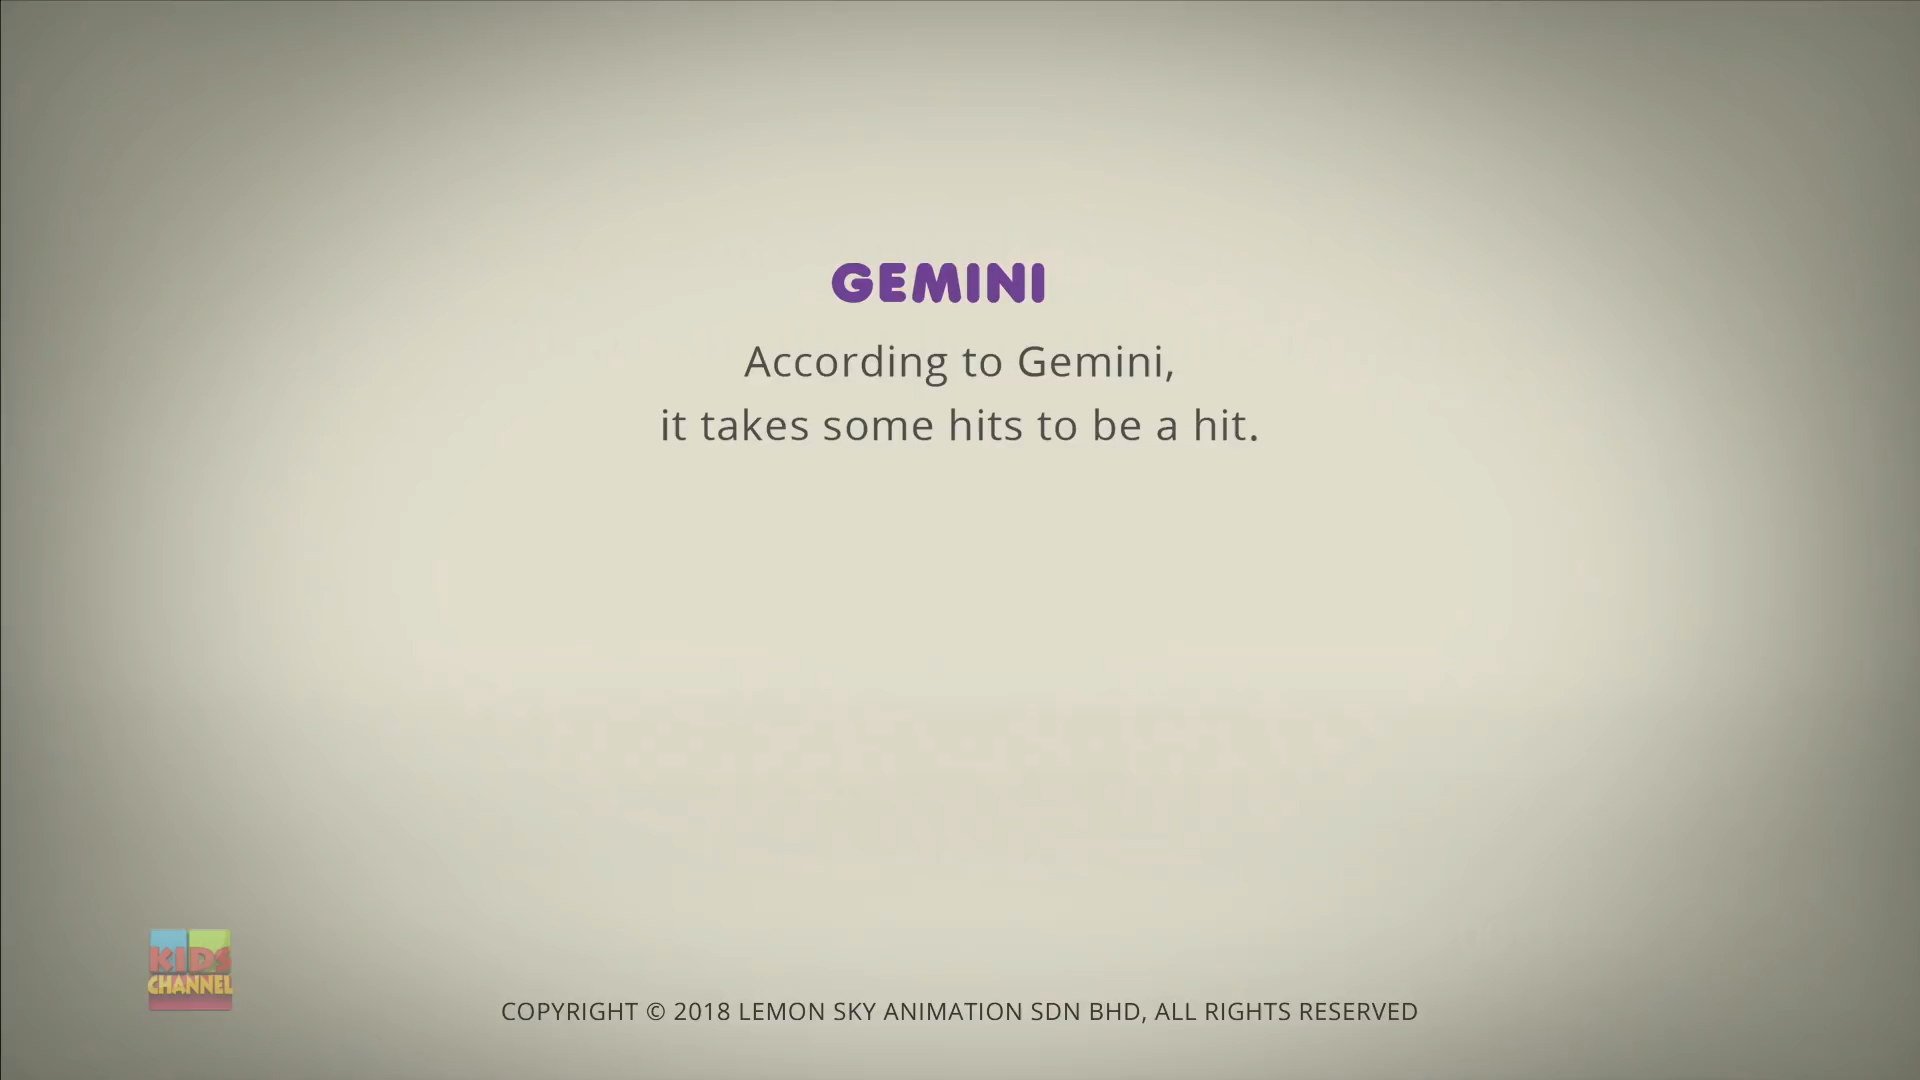 GEMINI
According to Gemini,
it takes some hits to be a hit.
KIDS
CHANNEL
COPYRIGHT © 2018 LEMON SKY ANIMATION SDN BHD, ALL RIGHTS RESERVED